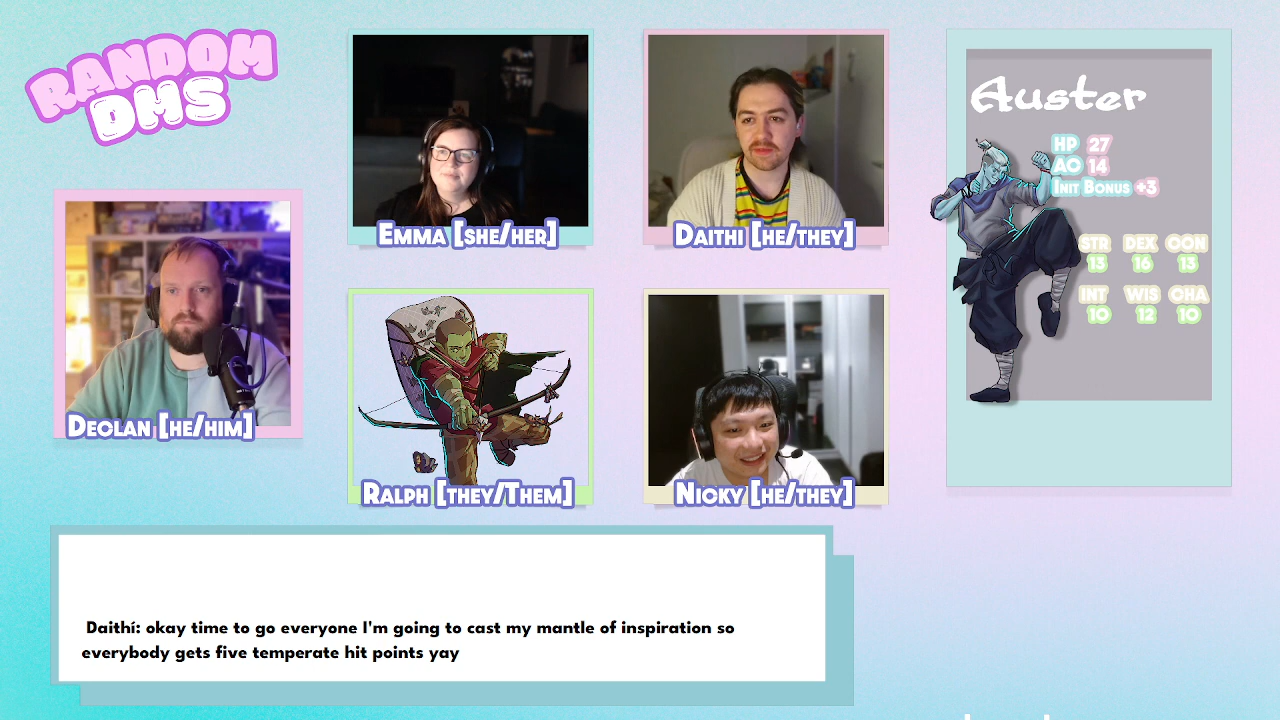 RANDOM
DMS
EMMA [SHE/HER]
DAITHI [HE/THEY]
DECLAN [HE/HIM]
RALPH [THEY/THEM]
NICKY [HE/THEY]
Auster
HP 27
AC 14
INIT BONUS +3
STR DEX CON
13 16 13
INT WIS CHA
10 12 10
Daithí: okay time to go everyone I'm going to cast my mantle of inspiration so
everybody gets five temperate hit points yay